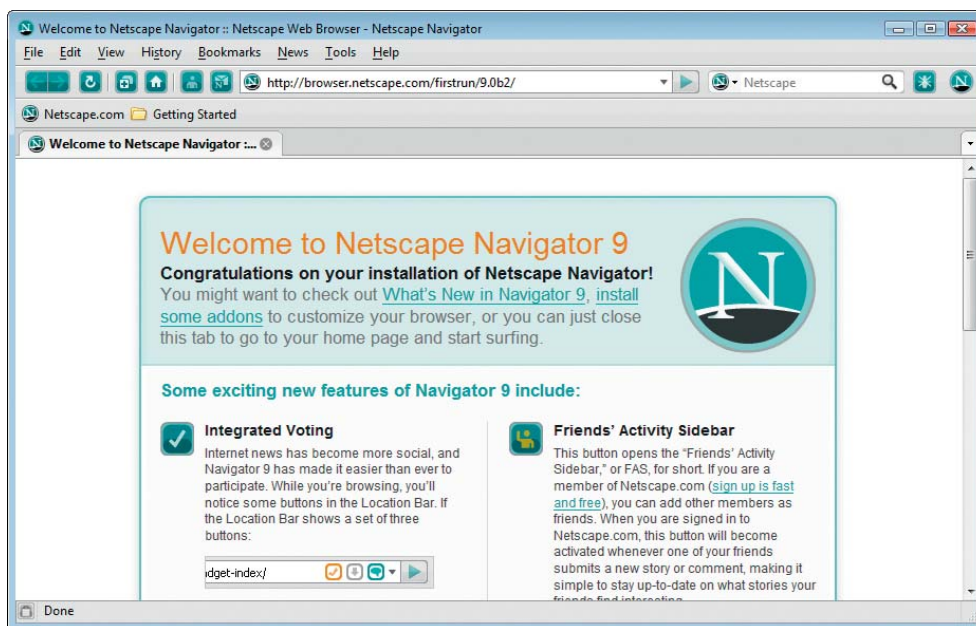 Welcome to Netscape Navigator :: Netscape Web Browser - Netscape Navigator
File Edit View History Bookmarks News Tools Help
http://browser.netscape.com/firstrun/9.0b2/ Netscape
Netscape.com Getting Started
Welcome to Netscape Navigator :...
Welcome to Netscape Navigator 9
Congratulations on your installation of Netscape Navigator!
You might want to check out What's New in Navigator 9, install
some addons to customize your browser, or you can just close
this tab to go to your home page and start surfing.
N
Some exciting new features of Navigator 9 include:
Integrated Voting
Internet news has become more social, and
Navigator 9 has made it easier than ever to
participate. While you're browsing, you'll
notice some buttons in the Location Bar. If
the Location Bar shows a set of three
buttons:
dget-index/
Friends' Activity Sidebar
This button opens the "Friends' Activity
Sidebar," or FAS, for short. If you are a
member of Netscape.com (sign up is fast
and free), you can add other members as
friends. When you are signed in to
Netscape.com, this button will become
activated whenever one of your friends
submits a new story or comment, making it
simple to stay up-to-date on what stories your
friends find interesting.
Done